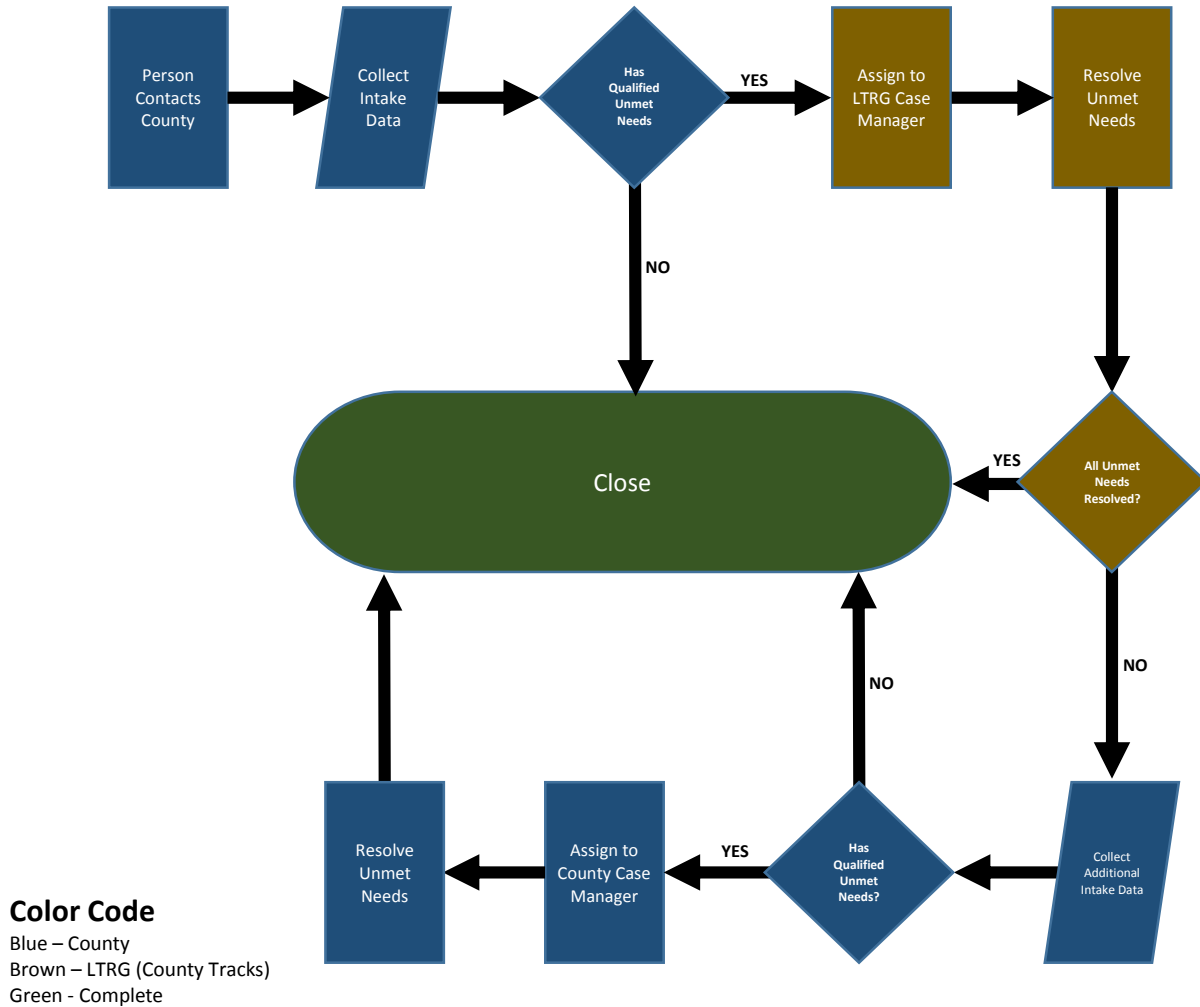 Person
Contacts
County
Collect
Intake
Data
Has
Qualified
Unmet
Needs
YES
Assign to
LTRG Case
Manager
Resolve
Unmet
Needs
NO
Close
YES
All Unmet
Needs
Resolved?
NO
NO
Resolve
Unmet
Needs
Assign to
County Case
Manager
YES
Has
Qualified
Unmet
Needs?
Collect
Additional
Intake Data
Color Code
Blue – County
Brown – LTRG (County Tracks)
Green - Complete